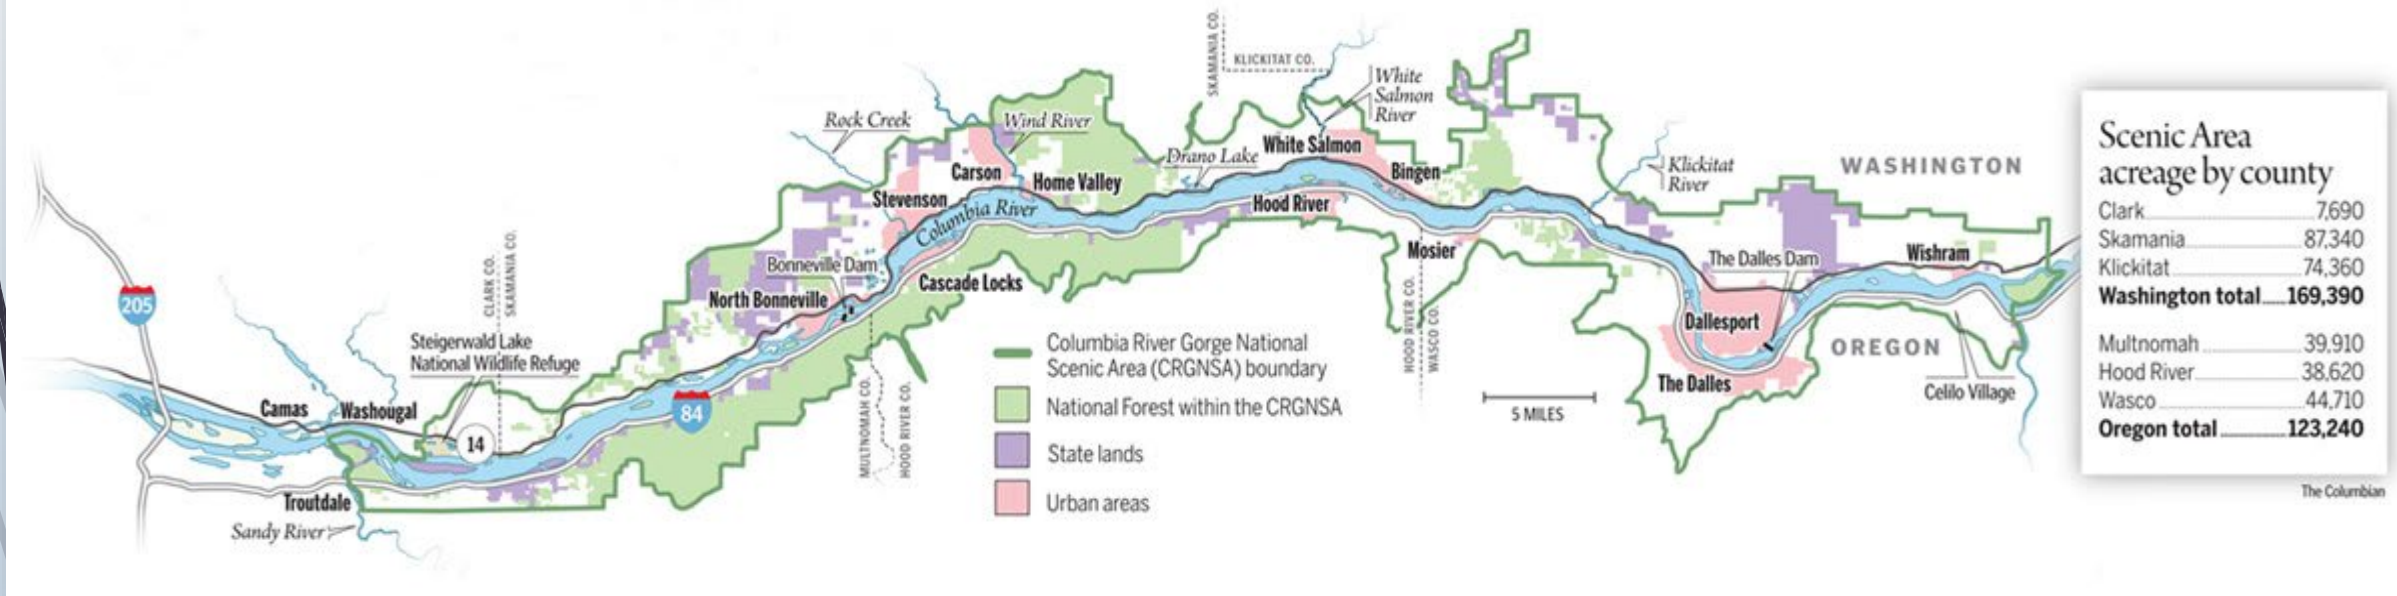 SKAMANIA CO.
KLICKITAT CO.
White
Salmon
River
Rock Creek
Wind River
Drano Lake
White Salmon
Bingen
Carson
Home Valley
Stevenson
Columbia River
Hood River
Klickitat
River
WASHINGTON
Mosier
The Dalles Dam
Wishram
Bonneville Dam
North Bonneville
Cascade Locks
CLARK CO.
SKAMANIA CO.
205
Steigerwald Lake
National Wildlife Refuge
Camas
Washougal
14
84
Troutdale
Sandy River
MULTNOMAH CO.
HOOD RIVER CO.
HOOD RIVER CO.
WASCO CO.
Dallesport
OREGON
The Dalles
Celilo Village
5 MILES
Columbia River Gorge National
Scenic Area (CRGNSA) boundary
National Forest within the CRGNSA
State lands
Urban areas
Scenic Area
acreage by county
Clark 7,690
Skamania 87,340
Klickitat 74,360
Washington total 169,390
Multnomah 39,910
Hood River 38,620
Wasco 44,710
Oregon total 123,240
The Columbian